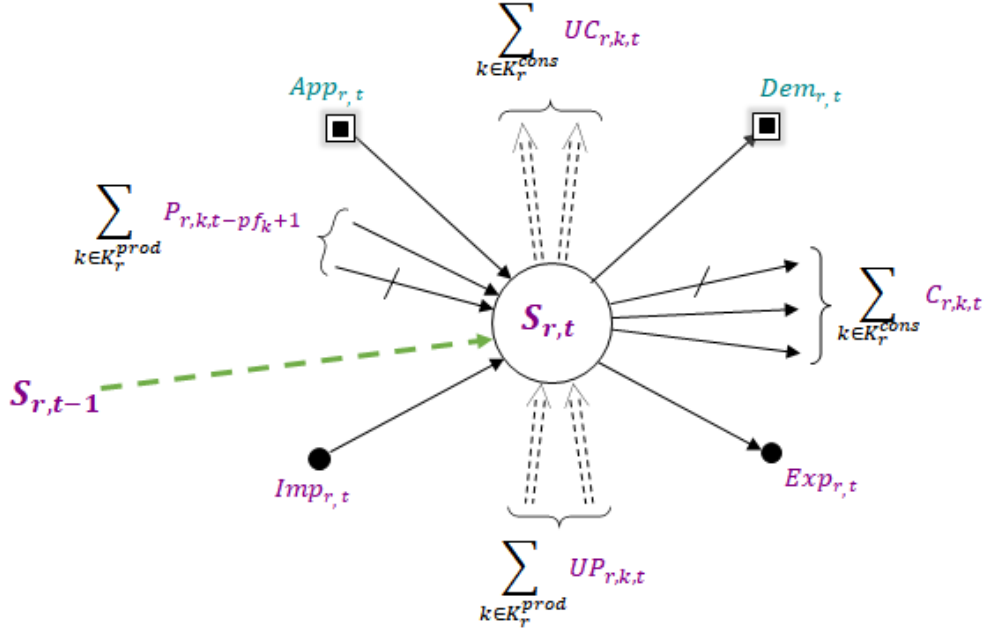 ∑ k∈K_r^cons UC_{r,k,t}
App_{r,t}
Dem_{r,t}
∑ k∈K_r^prod P_{r,k,t−pf_k+1}
S_{r,t}
∑ k∈K_r^cons C_{r,k,t}
S_{r,t−1}
Imp_{r,t}
Exp_{r,t}
∑ k∈K_r^prod UP_{r,k,t}